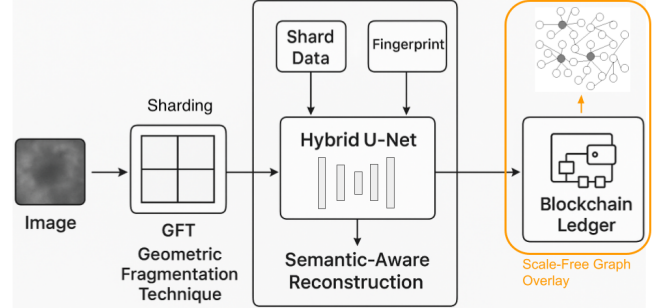 Image
Sharding
GFT
Geometric
Fragmentation
Technique
Shard
Data
Fingerprint
Hybrid U-Net
Semantic-Aware
Reconstruction
Blockchain
Ledger
Scale-Free Graph
Overlay